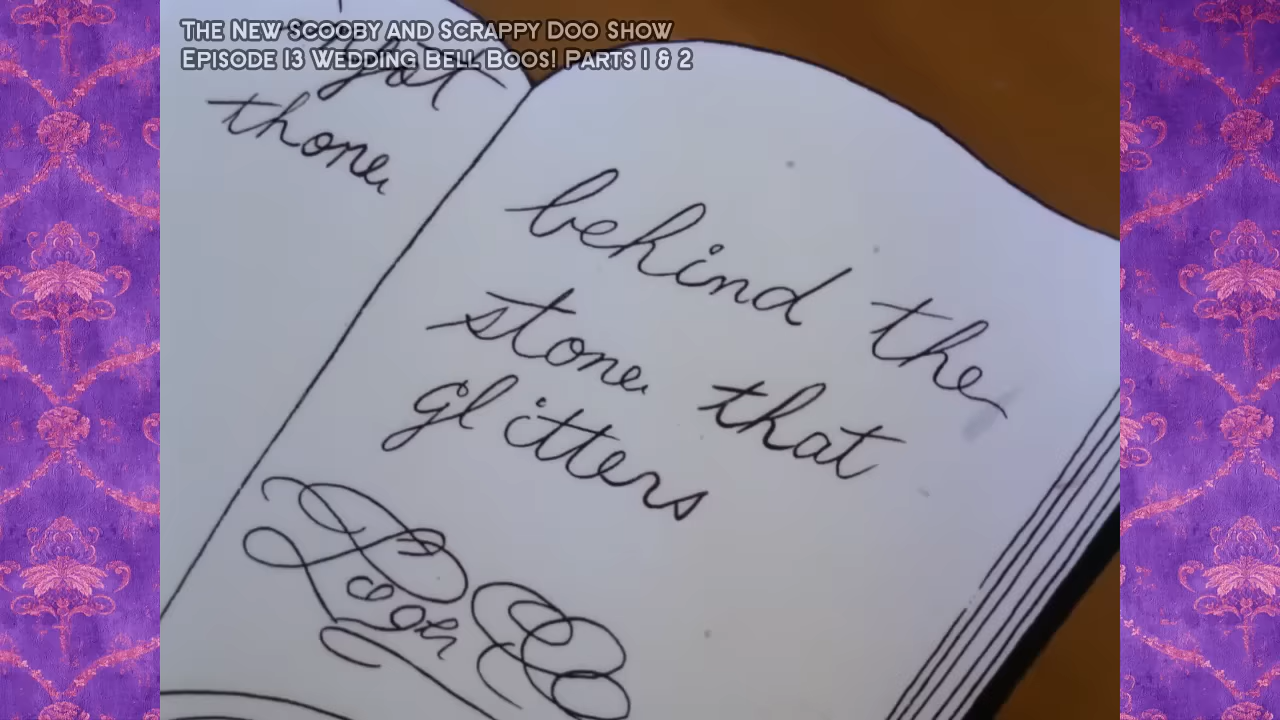 The New Scooby and Scrappy Doo Show
Episode 13 Wedding Bell Boos! Parts 1 & 2
thone
behind the
stone that
glitters